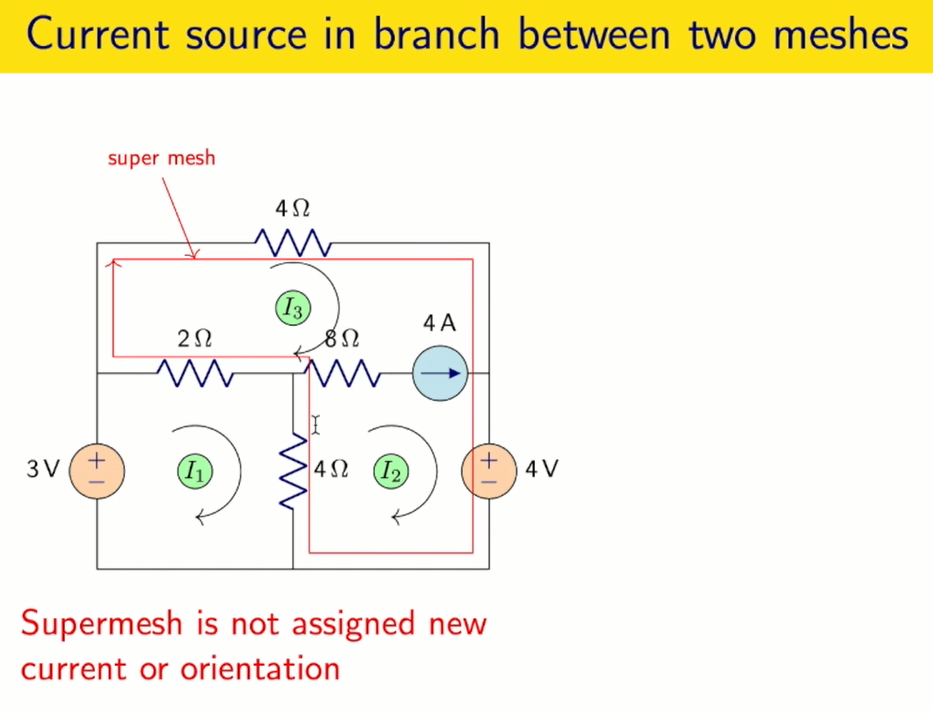 Current source in branch between two meshes
super mesh
4 Ω
I3
2 Ω
8 Ω
4 A
3 V
+
−
I1
4 Ω
I2
+
−
4 V
Supermesh is not assigned new
current or orientation